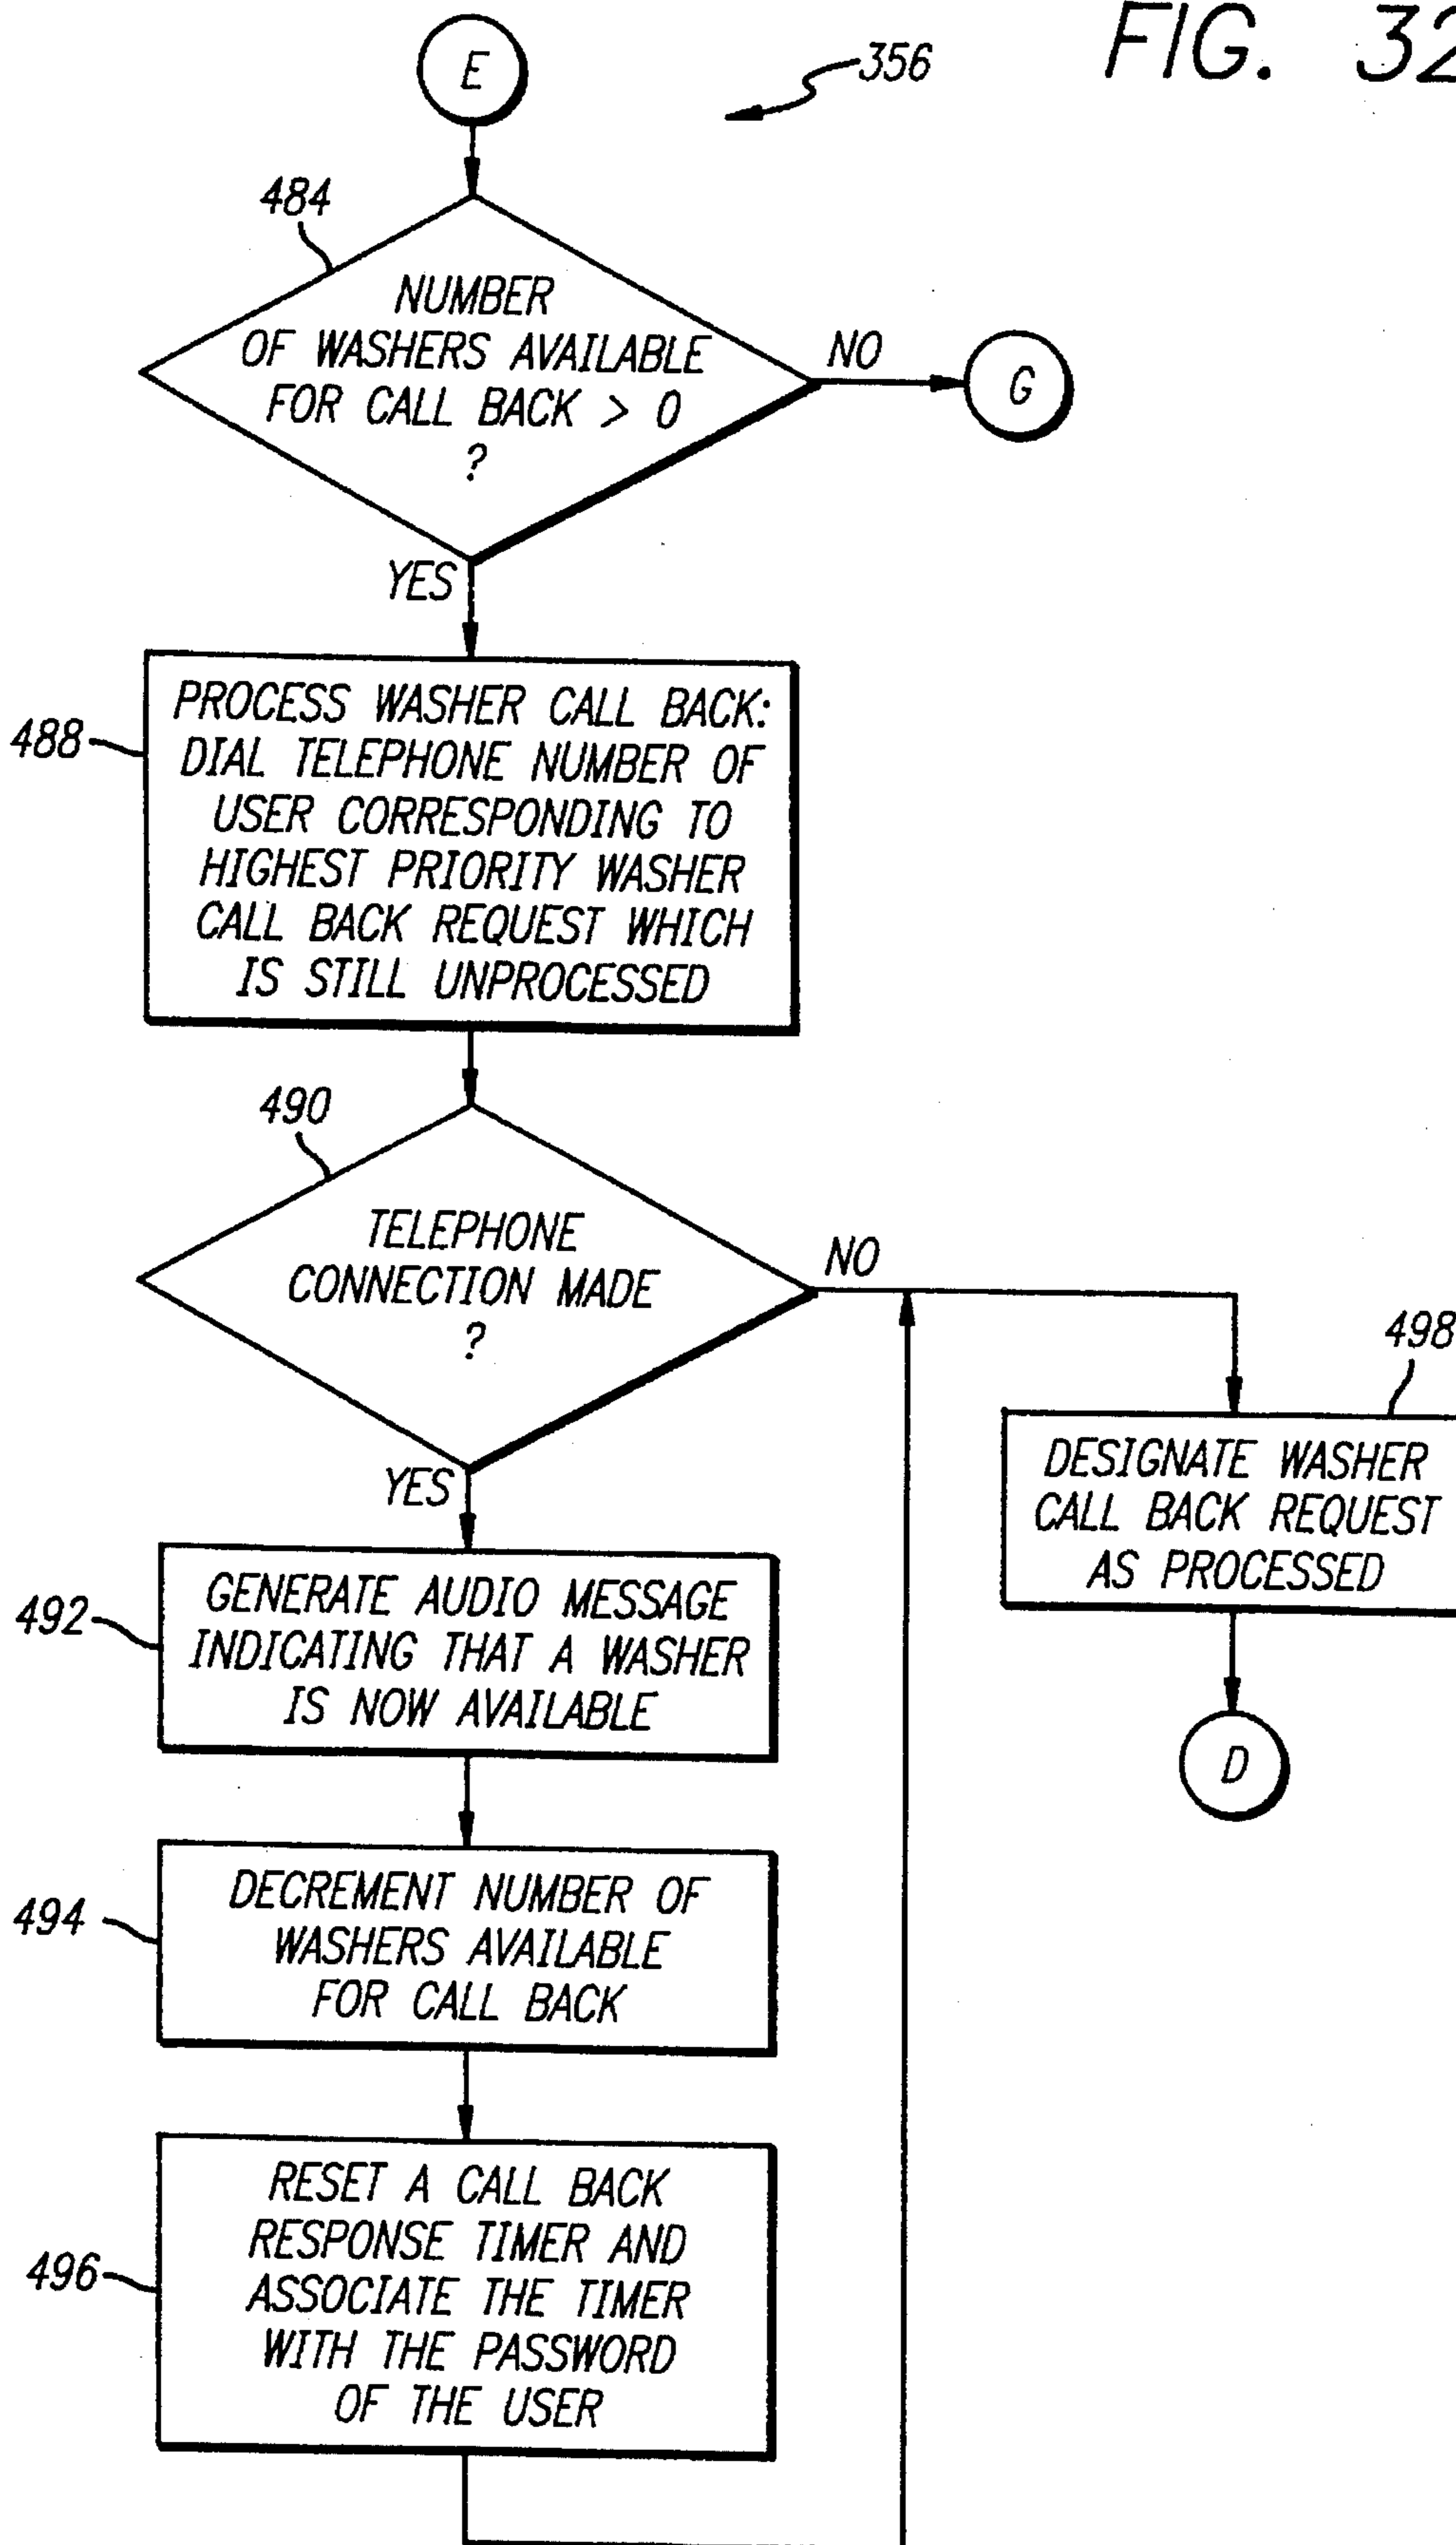 FIG. 32
E
356
484
NUMBER
OF WASHERS AVAILABLE
FOR CALL BACK > 0
?
NO
G
YES
488
PROCESS WASHER CALL BACK:
DIAL TELEPHONE NUMBER OF
USER CORRESPONDING TO
HIGHEST PRIORITY WASHER
CALL BACK REQUEST WHICH
IS STILL UNPROCESSED
490
TELEPHONE
CONNECTION MADE
?
NO
498
DESIGNATE WASHER
CALL BACK REQUEST
AS PROCESSED
D
YES
492
GENERATE AUDIO MESSAGE
INDICATING THAT A WASHER
IS NOW AVAILABLE
494
DECREMENT NUMBER OF
WASHERS AVAILABLE
FOR CALL BACK
496
RESET A CALL BACK
RESPONSE TIMER AND
ASSOCIATE THE TIMER
WITH THE PASSWORD
OF THE USER